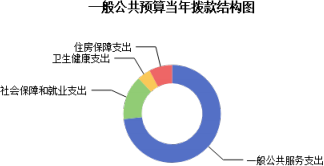 一般公共预算当年拨款结构图
住房保障支出
卫生健康支出
社会保障和就业支出
一般公共服务支出